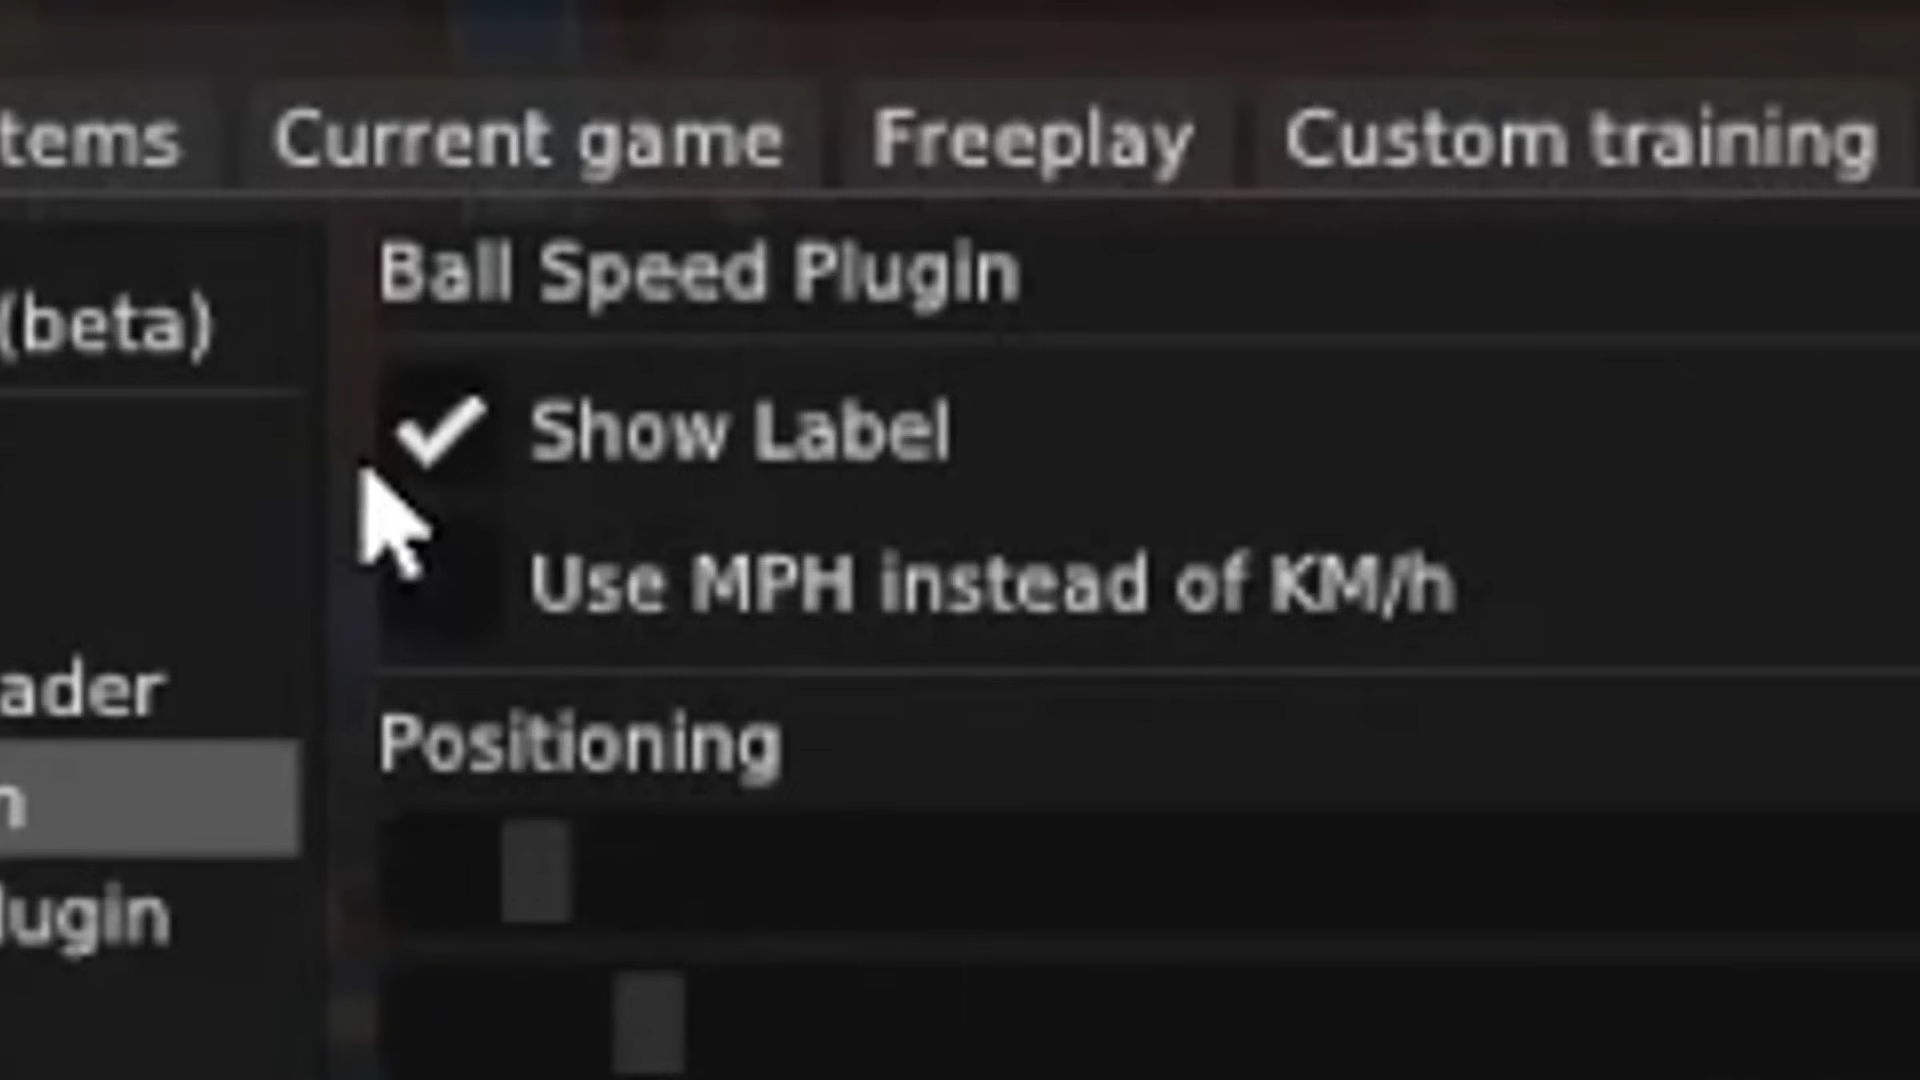 tems Current game Freeplay Custom training
Ball Speed Plugin
(beta)
Show Label
Use MPH instead of KM/h
ader
Positioning
n
lugin